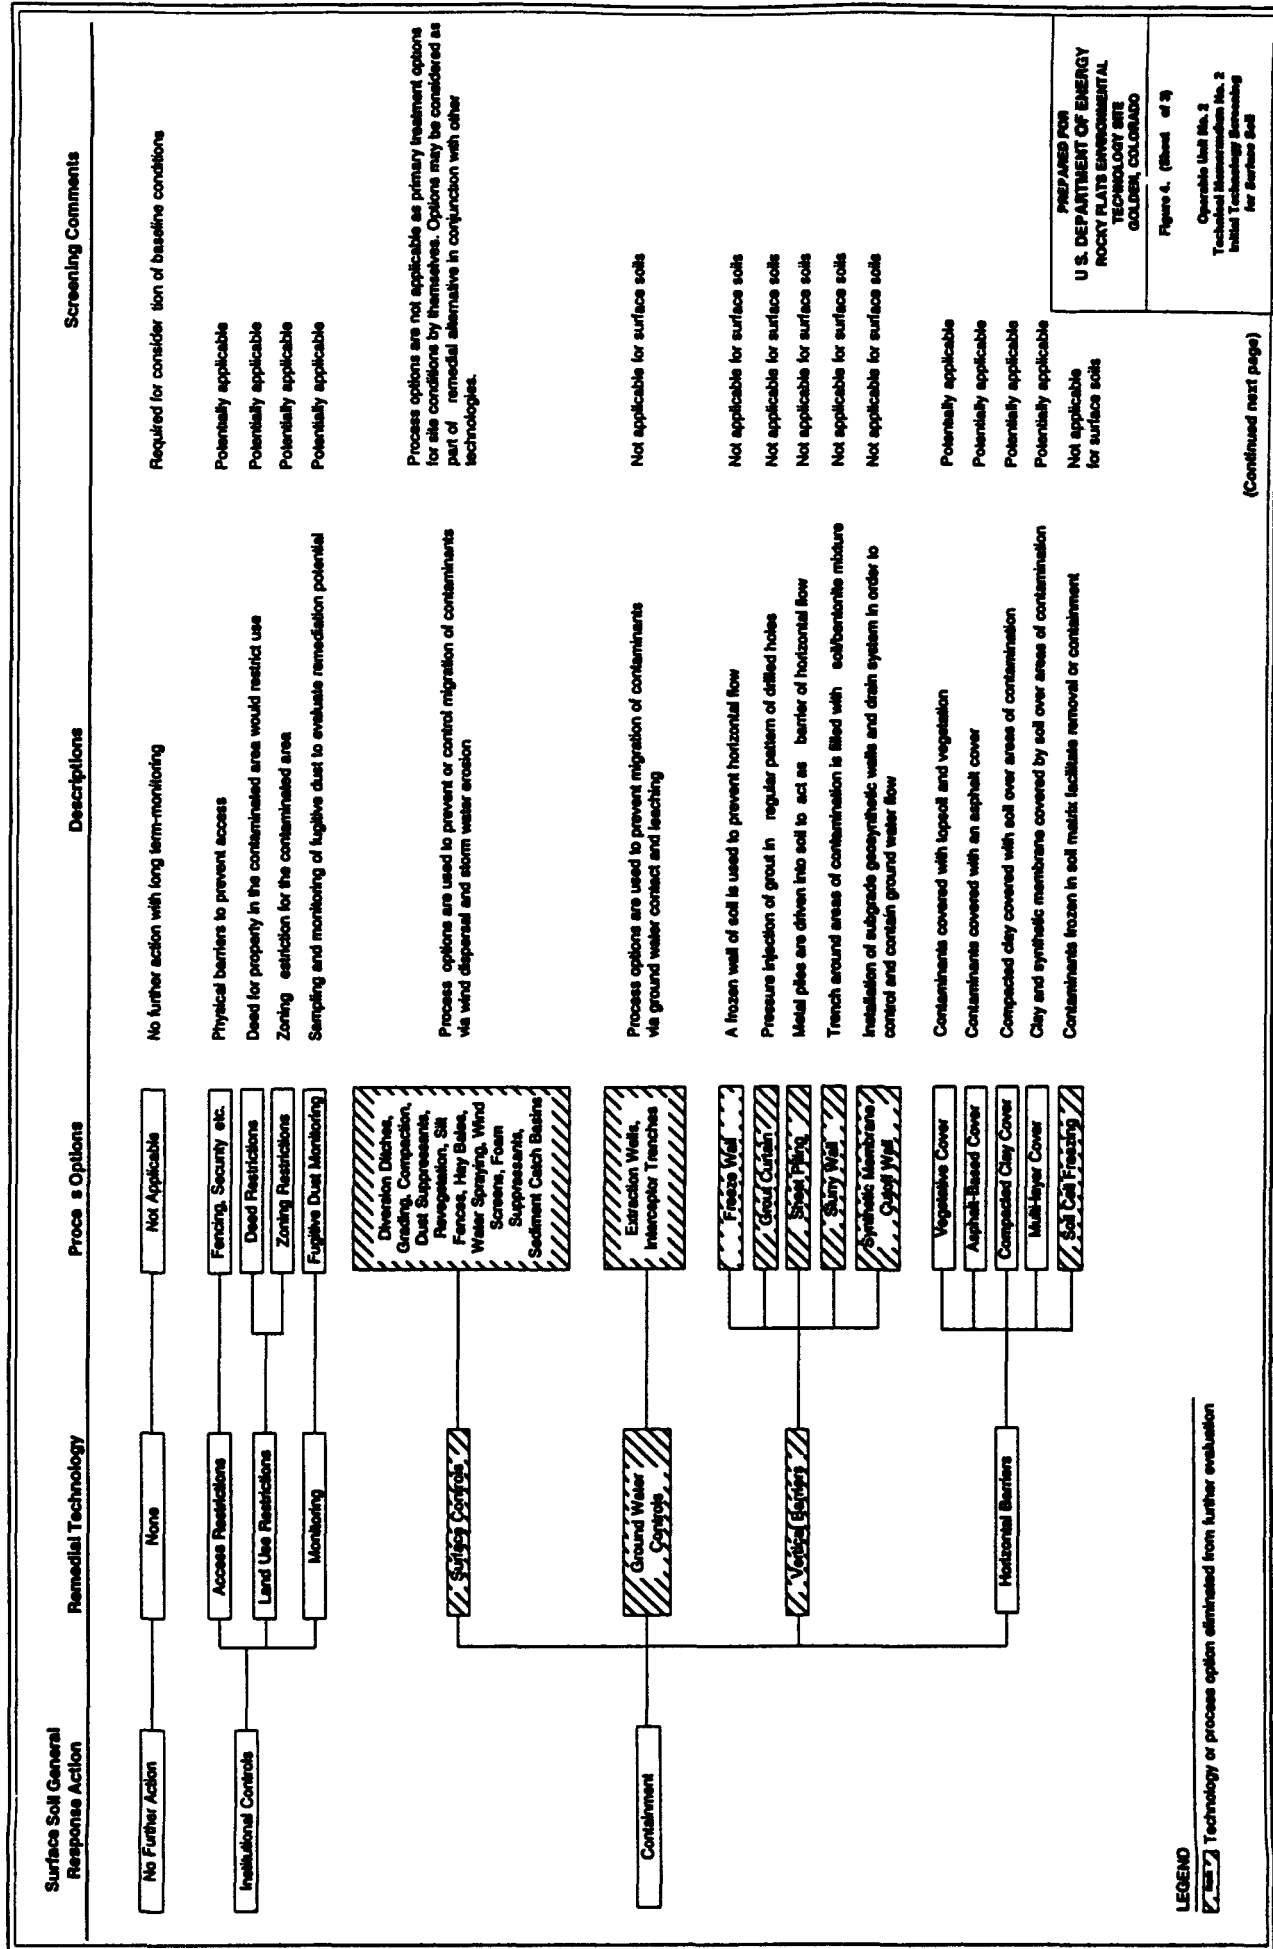 Surface Soil General
Response Action
Remedial Technology
Proce s Options
Descriptions
Screening Comments
No Further Action
None
Not Applicable
No further action with long term-monitoring
Required for consider tion of baseline conditions
Institutional Controls
Access Restrictions
Fencing, Security etc.
Physical barriers to prevent access
Potentially applicable
Land Use Restrictions
Deed Restrictions
Deed for property in the contaminated area would restrict use
Potentially applicable
Zoning Restrictions
Zoning estriction for the contaminated area
Potentially applicable
Monitoring
Fugitive Dust Monitoring
Sampling and monitoring of fugitive dust to evaluate remediation potential
Potentially applicable
Containment
Surface Controls
Diversion Ditches,
Grading, Compaction,
Dust Suppressants,
Revegetation, Silt
Fences, Hay Bales,
Water Spraying, Wind
Screens, Foam
Suppressants,
Sediment Catch Basins
Process options are used to prevent or control migration of contaminants
via wind dispersal and storm water erosion
Process options are not applicable as primary treatment options
for site conditions by themselves. Options may be considered as
part of remedial alternative in conjunction with other
technologies.
Ground Water
Controls
Extraction Wells,
Interceptor Trenches
Process options are used to prevent migration of contaminants
via ground water contact and leaching
Not applicable for surface soils
Vertical Barriers
Freeze Wall
A frozen wall of soil is used to prevent horizontal flow
Not applicable for surface soils
Grout Curtain
Pressure injection of grout in regular pattern of drilled holes
Not applicable for surface soils
Sheet Piling
Metal piles are driven into soil to act as barrier of horizontal flow
Not applicable for surface soils
Slurry Wall
Trench around areas of contamination is filled with soil/bentonite mixture
Not applicable for surface soils
Synthetic Membrane
Cutoff Wall
Installation of subgrade geosynthetic walls and drain system in order to
control and contain ground water flow
Not applicable for surface soils
Horizontal Barriers
Vegetative Cover
Contaminants covered with topsoil and vegetation
Potentially applicable
Asphalt-Based Cover
Contaminants covered with an asphalt cover
Potentially applicable
Compacted Clay Cover
Compacted clay covered with soil over areas of contamination
Potentially applicable
Multi-layer Cover
Clay and synthetic membrane covered by soil over areas of contamination
Potentially applicable
Soil Cell Freezing
Contaminants frozen in soil matrix facilitate removal or containment
Not applicable
for surface soils
LEGEND
Technology or process option eliminated from further evaluation
(Continued next page)
PREPARED FOR
U S. DEPARTMENT OF ENERGY
ROCKY FLATS ENVIRONMENTAL
TECHNOLOGY SITE
GOLDEN, COLORADO
Figure 4. (Sheet of 3)
Operable Unit No. 2
Technical Memorandum No. 2
Initial Technology Screening
for Surface Soil